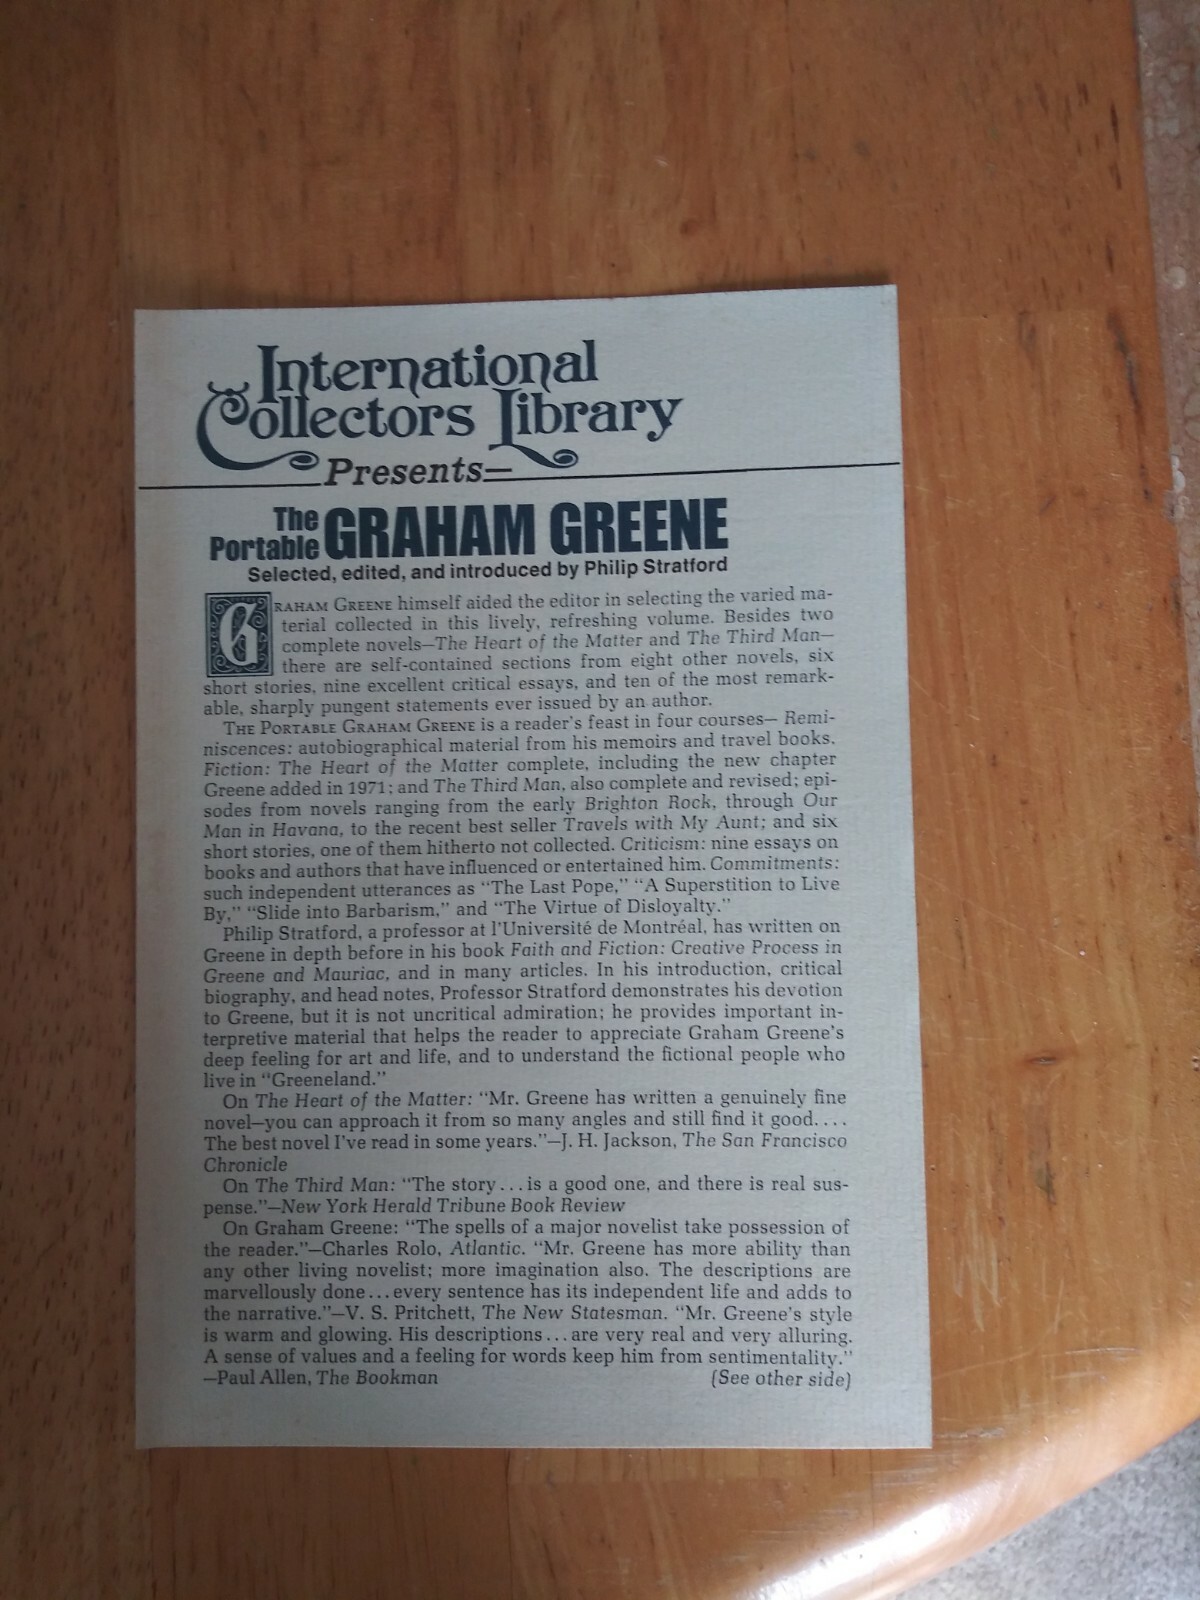 International
Collectors Library
Presents—
The
Portable GRAHAM GREENE
Selected, edited, and introduced by Philip Stratford
GRAHAM GREENE himself aided the editor in selecting the varied ma-
terial collected in this lively, refreshing volume. Besides two
complete novels—The Heart of the Matter and The Third Man—
there are self-contained sections from eight other novels, six
short stories, nine excellent critical essays, and ten of the most remark-
able, sharply pungent statements ever issued by an author.
THE PORTABLE GRAHAM GREENE is a reader's feast in four courses— Remi-
niscences: autobiographical material from his memoirs and travel books.
Fiction: The Heart of the Matter complete, including the new chapter
Greene added in 1971; and The Third Man, also complete and revised; epi-
sodes from novels ranging from the early Brighton Rock, through Our
Man in Havana, to the recent best seller Travels with My Aunt; and six
short stories, one of them hitherto not collected. Criticism: nine essays on
books and authors that have influenced or entertained him. Commitments:
such independent utterances as “The Last Pope,” “A Superstition to Live
By,” “Slide into Barbarism,” and “The Virtue of Disloyalty.”
Philip Stratford, a professor at l'Université de Montréal, has written on
Greene in depth before in his book Faith and Fiction: Creative Process in
Greene and Mauriac, and in many articles. In his introduction, critical
biography, and head notes, Professor Stratford demonstrates his devotion
to Greene, but it is not uncritical admiration; he provides important in-
terpretive material that helps the reader to appreciate Graham Greene's
deep feeling for art and life, and to understand the fictional people who
live in “Greeneland.”
On The Heart of the Matter: “Mr. Greene has written a genuinely fine
novel—you can approach it from so many angles and still find it good. . . .
The best novel I've read in some years.”—J. H. Jackson, The San Francisco
Chronicle
On The Third Man: “The story . . . is a good one, and there is real sus-
pense.”—New York Herald Tribune Book Review
On Graham Greene: “The spells of a major novelist take possession of
the reader.”—Charles Rolo, Atlantic. “Mr. Greene has more ability than
any other living novelist; more imagination also. The descriptions are
marvellously done . . . every sentence has its independent life and adds to
the narrative.”—V. S. Pritchett, The New Statesman. “Mr. Greene's style
is warm and glowing. His descriptions . . . are very real and very alluring.
A sense of values and a feeling for words keep him from sentimentality.”
—Paul Allen, The Bookman (See other side)